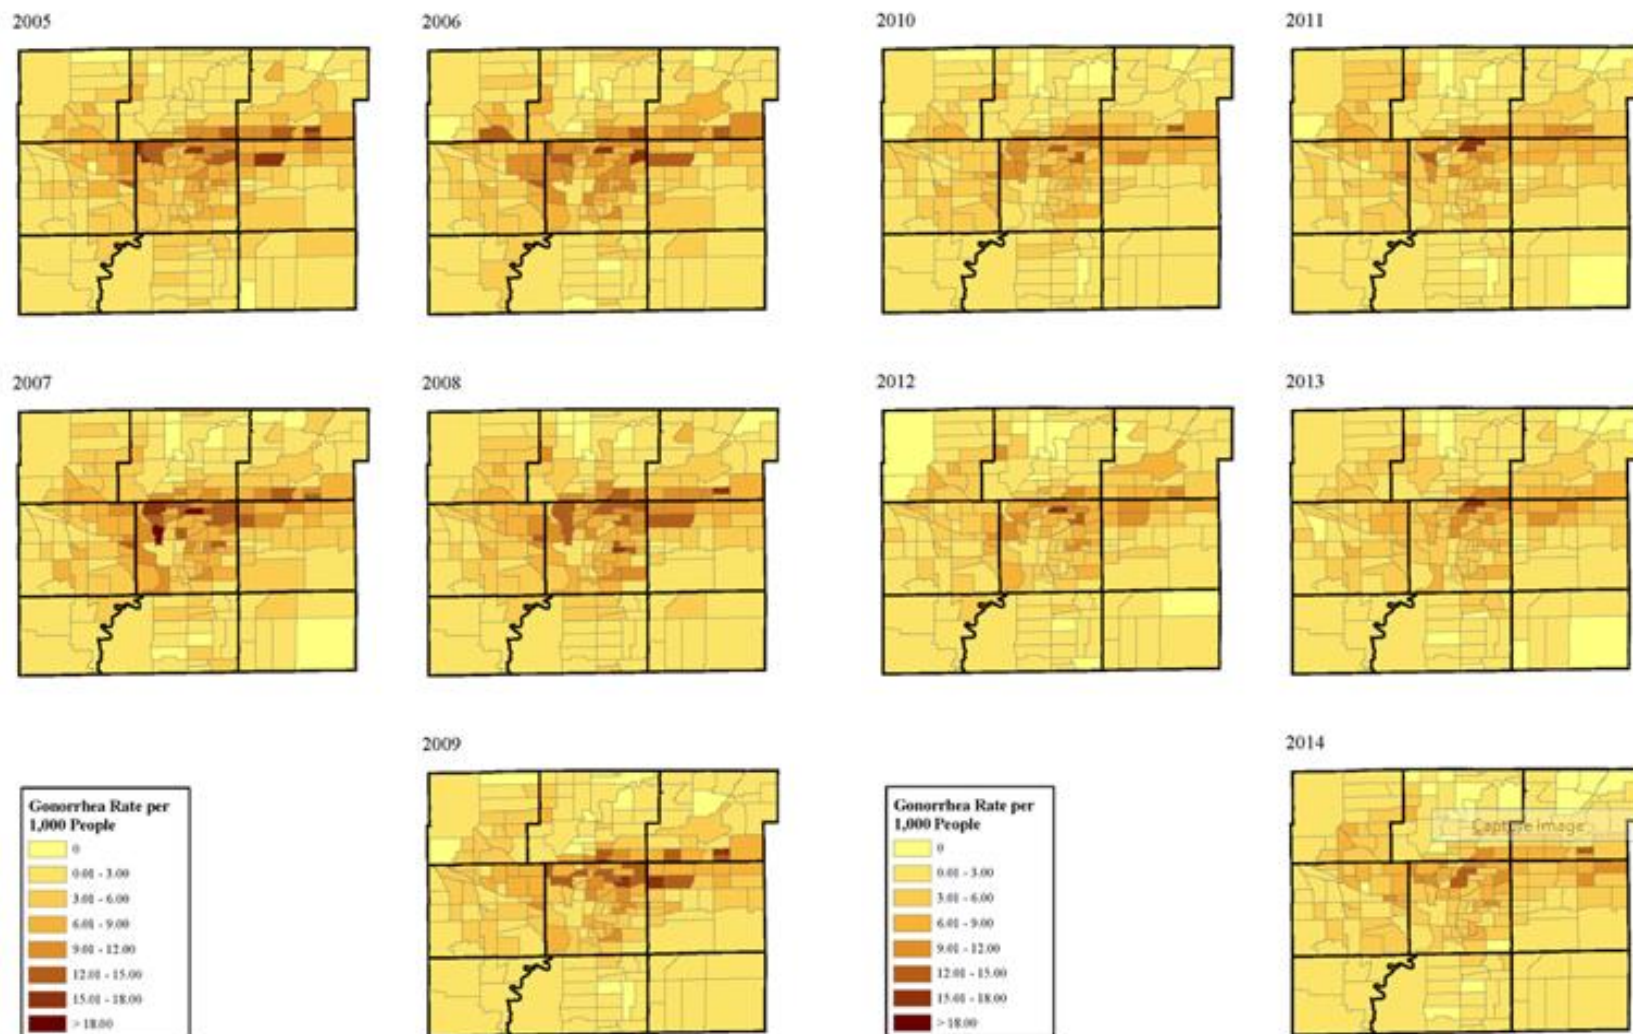 2005
2006
2010
2011
2007
2008
2012
2013
2009
2014
Gonorrhea Rate per
1,000 People
0
0.01 - 3.00
3.01 - 6.00
6.01 - 9.00
9.01 - 12.00
12.01 - 15.00
15.01 - 18.00
> 18.00
Gonorrhea Rate per
1,000 People
0
0.01 - 3.00
3.01 - 6.00
6.01 - 9.00
9.01 - 12.00
12.01 - 15.00
15.01 - 18.00
> 18.00
Capture Image